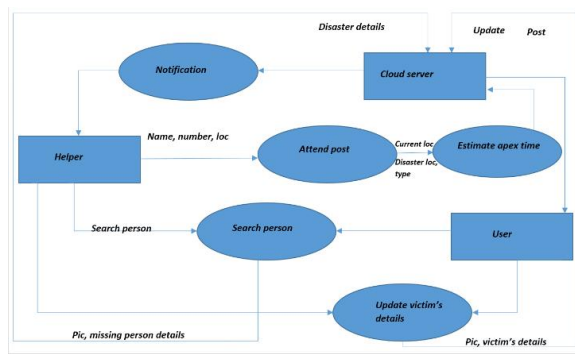 Disaster details
Update
Post
Notification
Cloud server
Name, number, loc
Helper
Attend post
Current loc
Disaster loc,
type
Estimate apex time
Search person
Search person
User
Update victim's
details
Pic, missing person details
Pic, victim's details